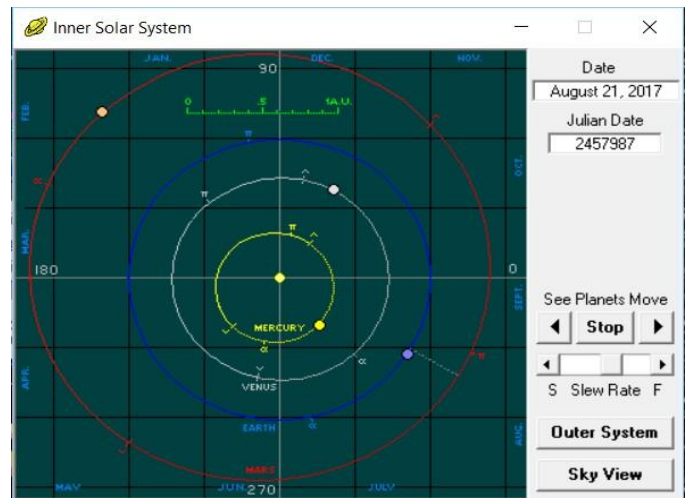 Inner Solar System
JAN.
DEC.
NOV.
90
FEB.
0 .5 1A.U.
π
OCT.
π
MAR.
180
0
π
SEPT.
MERCURY
π
α
α
VENUS
APR.
EARTH
α
AUG.
MARS
MAY
JUN.
270
JULY
Date
August 21, 2017
Julian Date
2457987
See Planets Move
Stop
S Slew Rate F
Outer System
Sky View